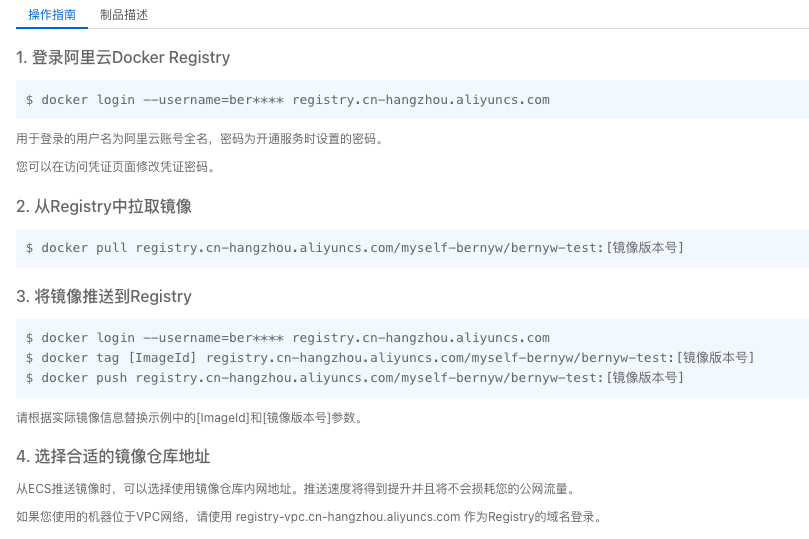 操作指南 制品描述
1. 登录阿里云Docker Registry
$ docker login --username=ber**** registry.cn-hangzhou.aliyuncs.com
用于登录的用户名为阿里云账号全名，密码为开通服务时设置的密码。
您可以在访问凭证页面修改凭证密码。
2. 从Registry中拉取镜像
$ docker pull registry.cn-hangzhou.aliyuncs.com/myself-bernyw/bernyw-test:[镜像版本号]
3. 将镜像推送到Registry
$ docker login --username=ber**** registry.cn-hangzhou.aliyuncs.com
$ docker tag [ImageId] registry.cn-hangzhou.aliyuncs.com/myself-bernyw/bernyw-test:[镜像版本号]
$ docker push registry.cn-hangzhou.aliyuncs.com/myself-bernyw/bernyw-test:[镜像版本号]
请根据实际镜像信息替换示例中的[ImageId]和[镜像版本号]参数。
4. 选择合适的镜像仓库地址
从ECS推送镜像时，可以选择使用镜像仓库内网地址。推送速度将得到提升并且将不会损耗您的公网流量。
如果您使用的机器位于VPC网络，请使用 registry-vpc.cn-hangzhou.aliyuncs.com 作为Registry的域名登录。